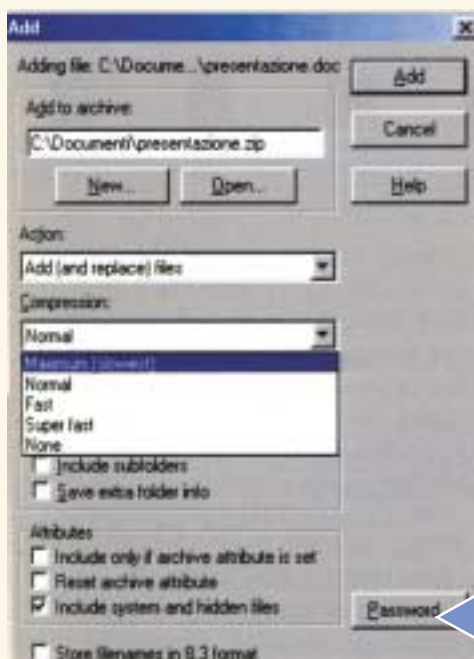 Add
Adding file: C:\Docume...\presentazione.doc
Add
Add to archive:
C:\Documenti\presentazione.zip
Cancel
New...
Open...
Help
Action:
Add (and replace) files
Compression:
Normal
Maximum (slowest)
Normal
Fast
Super fast
None
Include subfolders
Save extra folder info
Attributes
Include only if archive attribute is set
Reset archive attribute
Include system and hidden files
Password...
Store filenames in 8.3 format